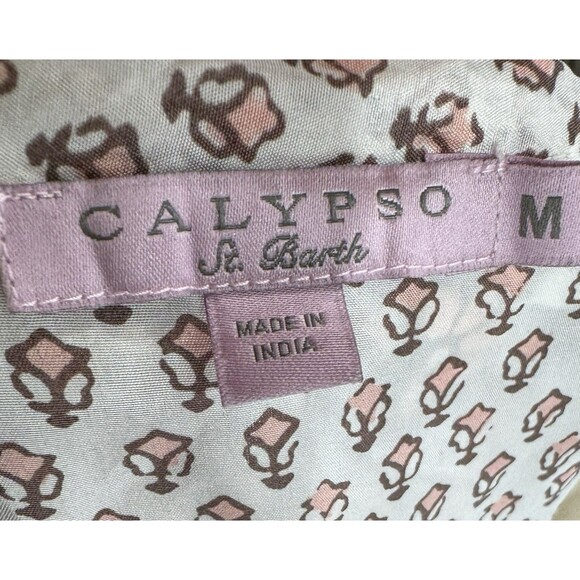 CALYPSO
St. Barth
M
MADE IN
INDIA